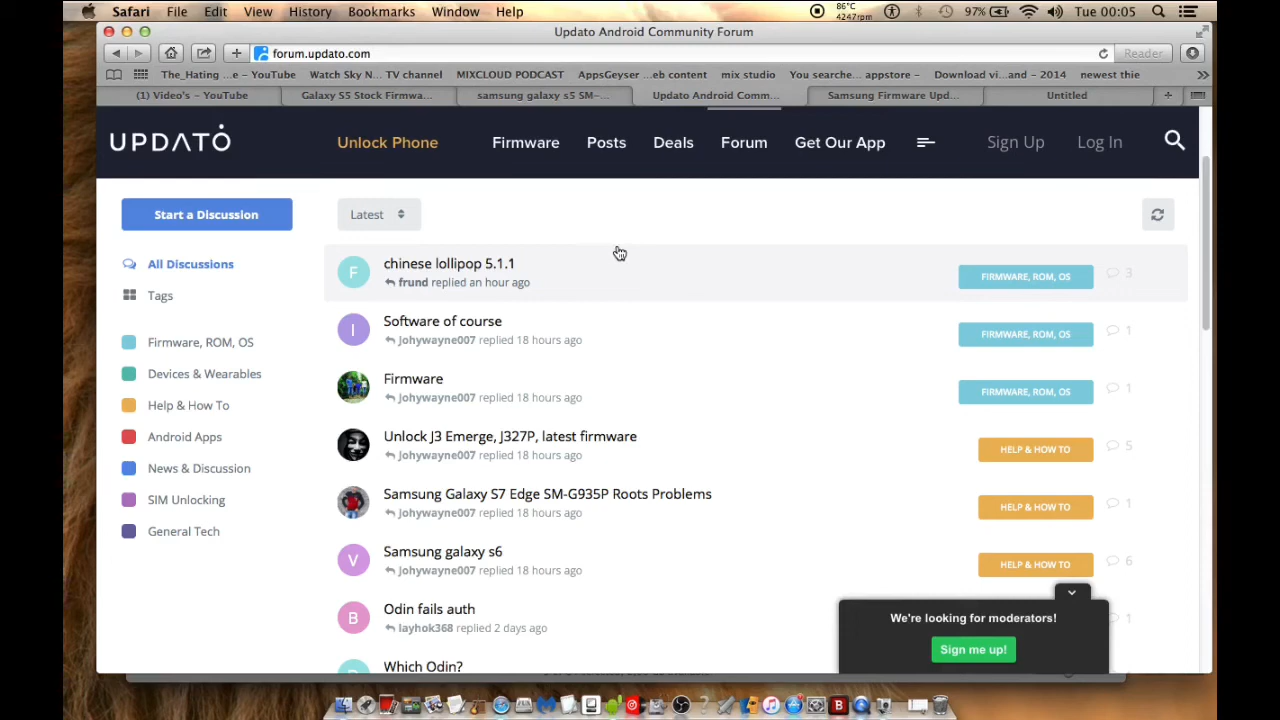 Safari File Edit View History Bookmarks Window Help 86°C 4247rpm 97% Tue 00:05
Updato Android Community Forum
forum.updato.com Reader
The_Hating ...e – YouTube Watch Sky N... TV channel MIXCLOUD PODCAST AppsGeyser ...eb content mix studio You searche... appstore – Download vi...and – 2014 newest thie
(1) Video's – YouTube Galaxy S5 Stock Firmwa... samsung galaxy s5 SM–... Updato Android Comm... Samsung Firmware Upd... Untitled
UPDATO Unlock Phone Firmware Posts Deals Forum Get Our App Sign Up Log In
Start a Discussion Latest
All Discussions
Tags
Firmware, ROM, OS
Devices & Wearables
Help & How To
Android Apps
News & Discussion
SIM Unlocking
General Tech
F chinese lollipop 5.1.1 FIRMWARE, ROM, OS 3
frund replied an hour ago
I Software of course FIRMWARE, ROM, OS 1
Johywayne007 replied 18 hours ago
Firmware FIRMWARE, ROM, OS 1
Johywayne007 replied 18 hours ago
Unlock J3 Emerge, J327P, latest firmware HELP & HOW TO 5
Johywayne007 replied 18 hours ago
Samsung Galaxy S7 Edge SM-G935P Roots Problems HELP & HOW TO 1
Johywayne007 replied 18 hours ago
V Samsung galaxy s6 HELP & HOW TO 6
Johywayne007 replied 18 hours ago
B Odin fails auth 1
layhok368 replied 2 days ago
Which Odin?
We're looking for moderators!
Sign me up!